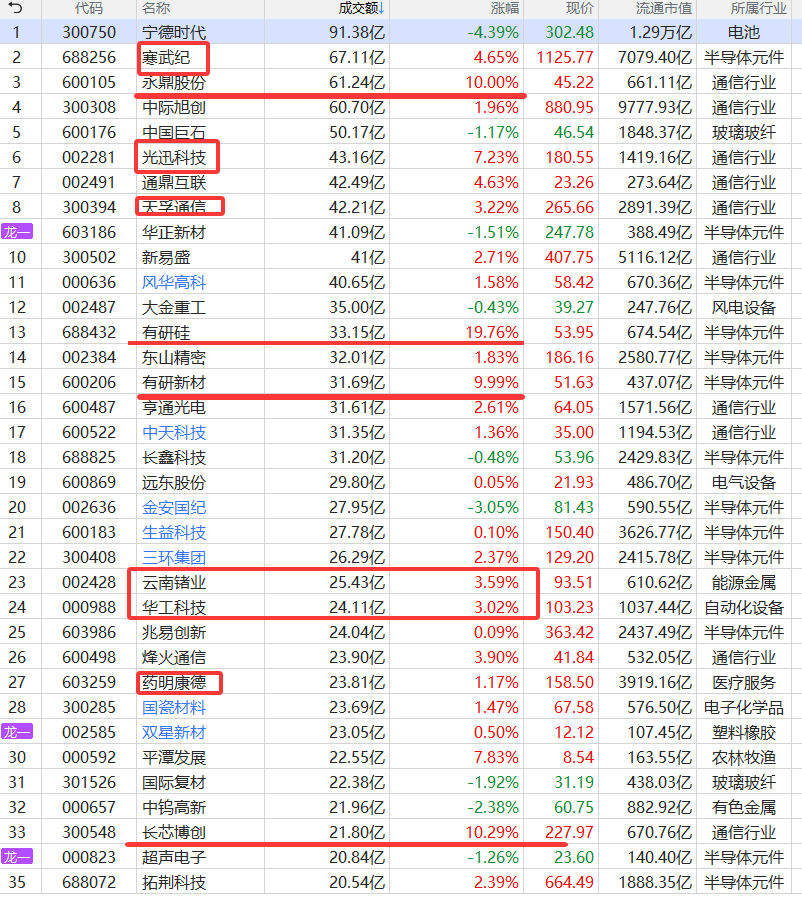 代码 名称 成交额↓ 涨幅 现价 流通市值 所属行业
1 300750 宁德时代 91.38亿 -4.39% 302.48 1.29万亿 电池
2 688256 寒武纪 67.11亿 4.65% 1125.77 7079.40亿 半导体元件
3 600105 永鼎股份 61.24亿 10.00% 45.22 661.11亿 通信行业
4 300308 中际旭创 60.70亿 1.96% 880.95 9777.93亿 通信行业
5 600176 中国巨石 50.17亿 -1.17% 46.54 1848.37亿 玻璃玻纤
6 002281 光迅科技 43.16亿 7.23% 180.55 1419.16亿 通信行业
7 002491 通鼎互联 42.49亿 4.63% 23.26 273.64亿 通信行业
8 300394 天孚通信 42.21亿 3.22% 265.66 2891.39亿 通信行业
龙一 603186 华正新材 41.09亿 -1.51% 247.78 388.49亿 半导体元件
10 300502 新易盛 41亿 2.71% 407.75 5116.12亿 通信行业
11 000636 风华高科 40.65亿 1.58% 58.42 670.36亿 半导体元件
12 002487 大金重工 35.00亿 -0.43% 39.27 247.76亿 风电设备
13 688432 有研硅 33.15亿 19.76% 53.95 674.54亿 半导体元件
14 002384 东山精密 32.01亿 1.83% 186.16 2580.77亿 半导体元件
15 600206 有研新材 31.69亿 9.99% 51.63 437.07亿 半导体元件
16 600487 亨通光电 31.61亿 2.61% 64.05 1571.56亿 通信行业
17 600522 中天科技 31.35亿 1.36% 35.00 1194.53亿 通信行业
18 688825 长鑫科技 31.20亿 -0.48% 53.96 2429.83亿 半导体元件
19 600869 远东股份 29.80亿 0.05% 21.93 486.70亿 电气设备
20 002636 金安国纪 27.95亿 -3.05% 81.43 590.55亿 半导体元件
21 600183 生益科技 27.78亿 0.10% 150.40 3626.77亿 半导体元件
22 300408 三环集团 26.29亿 2.37% 129.20 2415.78亿 半导体元件
23 002428 云南锗业 25.43亿 3.59% 93.51 610.62亿 能源金属
24 000988 华工科技 24.11亿 3.02% 103.23 1037.44亿 自动化设备
25 603986 兆易创新 24.04亿 0.09% 363.42 2437.49亿 半导体元件
26 600498 烽火通信 23.90亿 3.90% 41.84 532.05亿 通信行业
27 603259 药明康德 23.81亿 1.17% 158.50 3919.16亿 医疗服务
28 300285 国瓷材料 23.69亿 1.47% 67.58 576.50亿 电子化学品
龙一 002585 双星新材 23.05亿 0.50% 12.12 107.45亿 塑料橡胶
30 000592 平潭发展 22.55亿 7.83% 8.54 163.55亿 农林牧渔
31 301526 国际复材 22.38亿 -1.92% 31.19 438.03亿 玻璃玻纤
32 000657 中钨高新 21.96亿 -2.38% 60.75 882.92亿 有色金属
33 300548 长芯博创 21.80亿 10.29% 227.97 670.76亿 通信行业
龙一 000823 超声电子 20.84亿 -1.26% 23.60 140.40亿 半导体元件
35 688072 拓荆科技 20.54亿 2.39% 664.49 1888.35亿 半导体元件